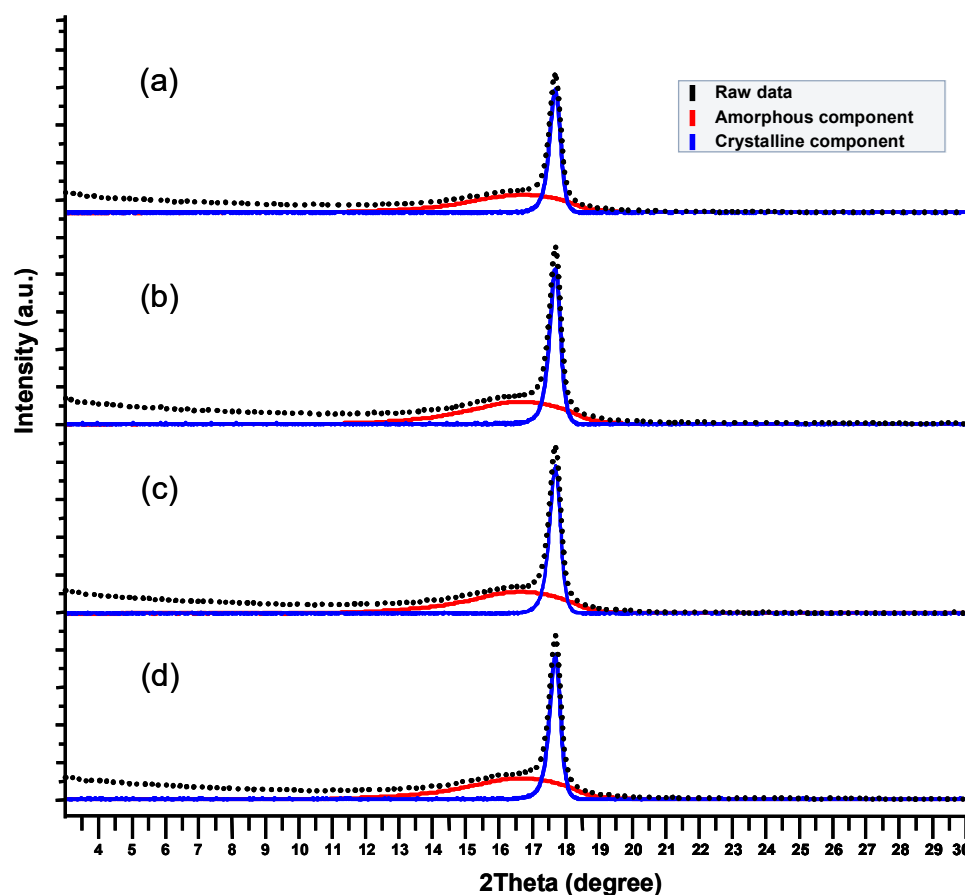 (a)
Raw data
Amorphous component
Crystalline component
(b)
(c)
(d)
Intensity (a.u.)
4 5 6 7 8 9 10 11 12 13 14 15 16 17 18 19 20 21 22 23 24 25 26 27 28 29 30
2Theta (degree)